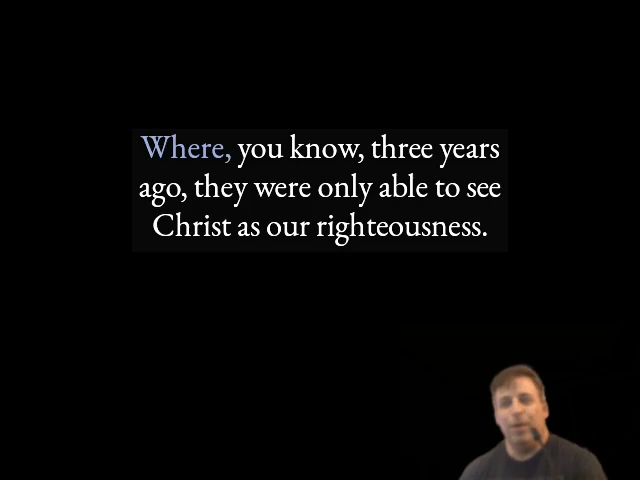 Where, you know, three years
ago, they were only able to see
Christ as our righteousness.